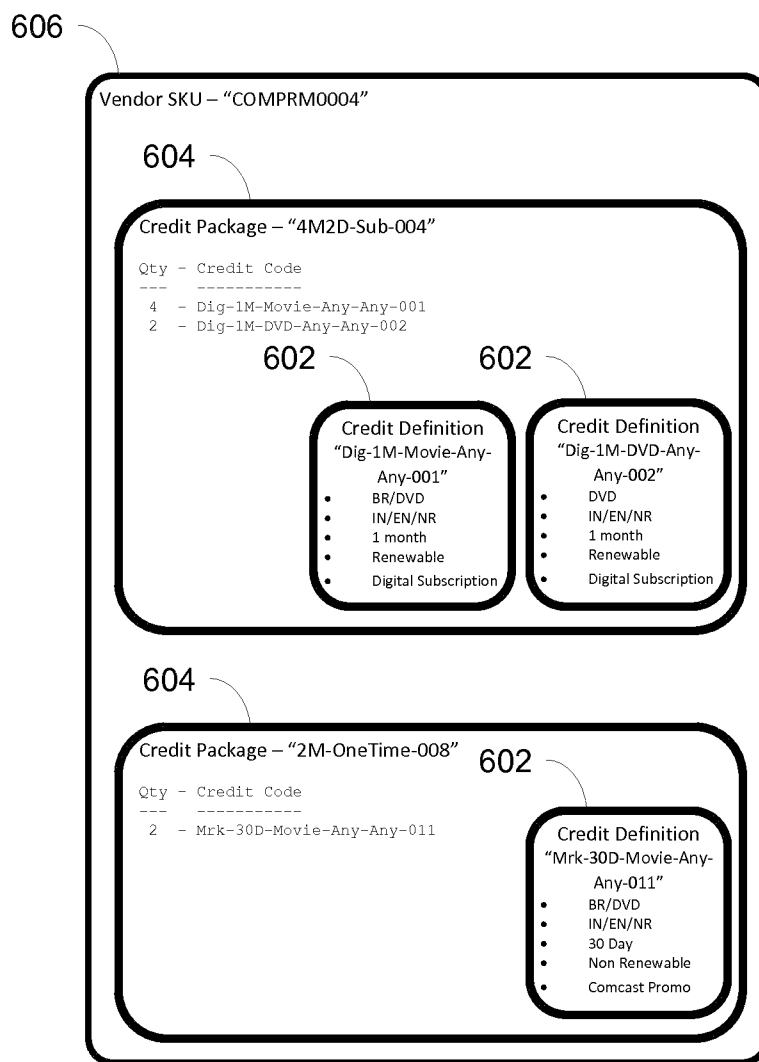 606
Vendor SKU – “COMPRM0004”
604
Credit Package – “4M2D-Sub-004”
Qty - Credit Code
--- -----------
4 - Dig-1M-Movie-Any-Any-001
2 - Dig-1M-DVD-Any-Any-002
602
602
Credit Definition
“Dig-1M-Movie-Any-
Any-001”
• BR/DVD
• IN/EN/NR
• 1 month
• Renewable
• Digital Subscription
Credit Definition
“Dig-1M-DVD-Any-
Any-002”
• DVD
• IN/EN/NR
• 1 month
• Renewable
• Digital Subscription
604
Credit Package – “2M-OneTime-008”
Qty - Credit Code
--- -----------
2 - Mrk-30D-Movie-Any-Any-011
602
Credit Definition
“Mrk-30D-Movie-Any-
Any-011”
• BR/DVD
• IN/EN/NR
• 30 Day
• Non Renewable
• Comcast Promo